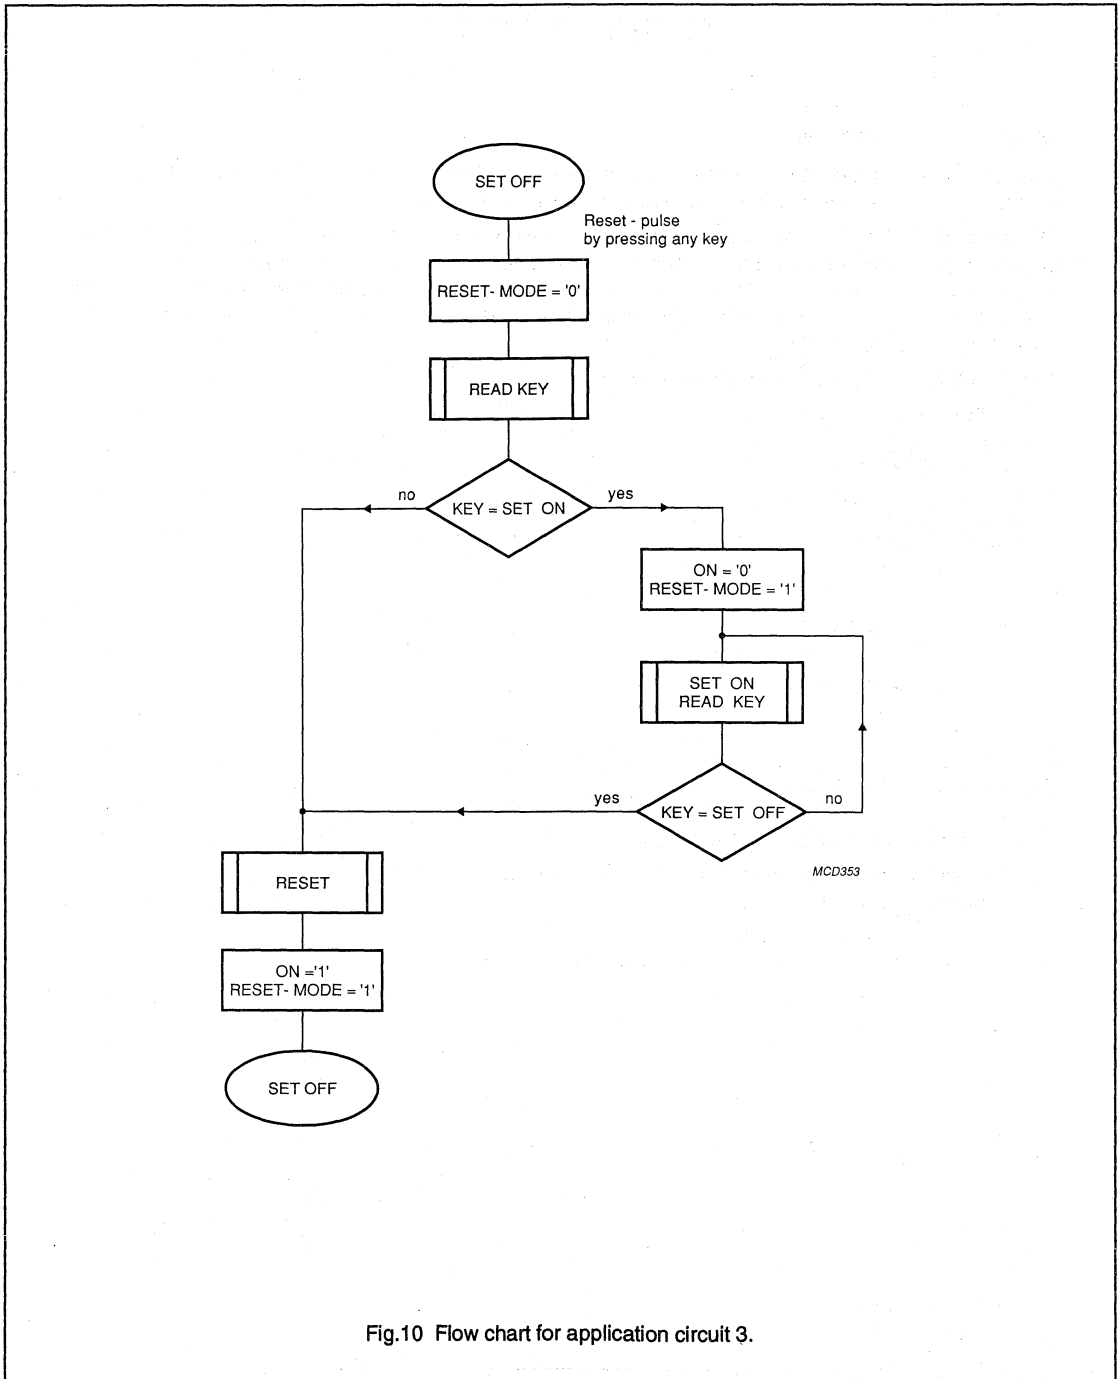 SET OFF
Reset - pulse
by pressing any key
RESET- MODE = '0'
READ KEY
no
KEY = SET ON
yes
ON = '0'
RESET- MODE = '1'
SET ON
READ KEY
yes
KEY = SET OFF
no
MCD353
RESET
ON ='1'
RESET- MODE = '1'
SET OFF
Fig.10 Flow chart for application circuit 3.